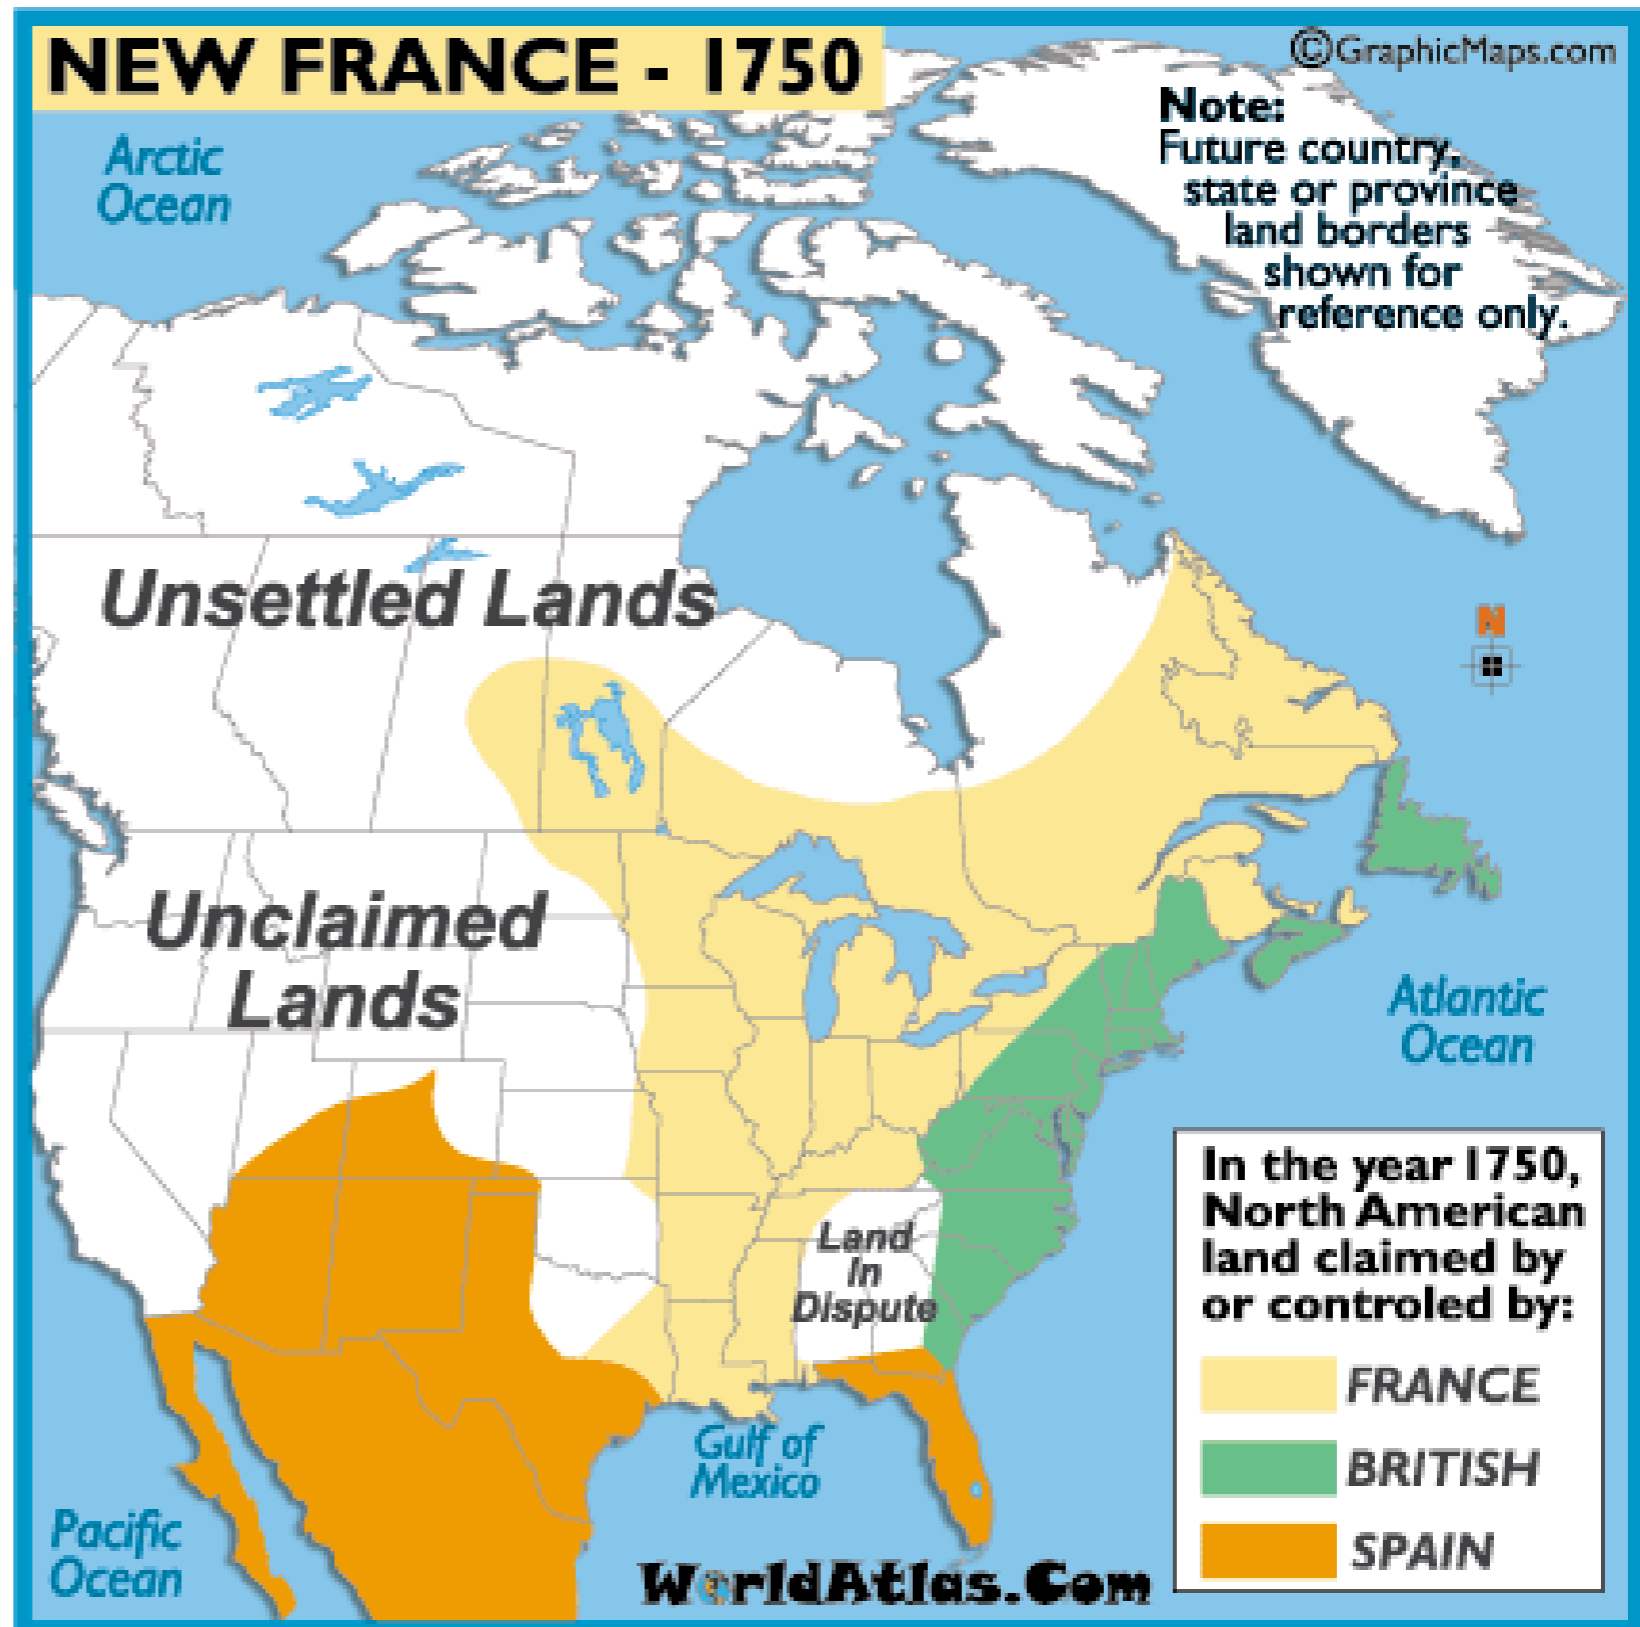 NEW FRANCE - 1750
©GraphicMaps.com
Note:
Future country,
state or province
land borders
shown for
reference only.
Arctic
Ocean
Unsettled Lands
N
Unclaimed
Lands
Atlantic
Ocean
Land
In
Dispute
In the year 1750,
North American
land claimed by
or controled by:
FRANCE
BRITISH
SPAIN
Gulf of
Mexico
Pacific
Ocean
WorldAtlas.Com